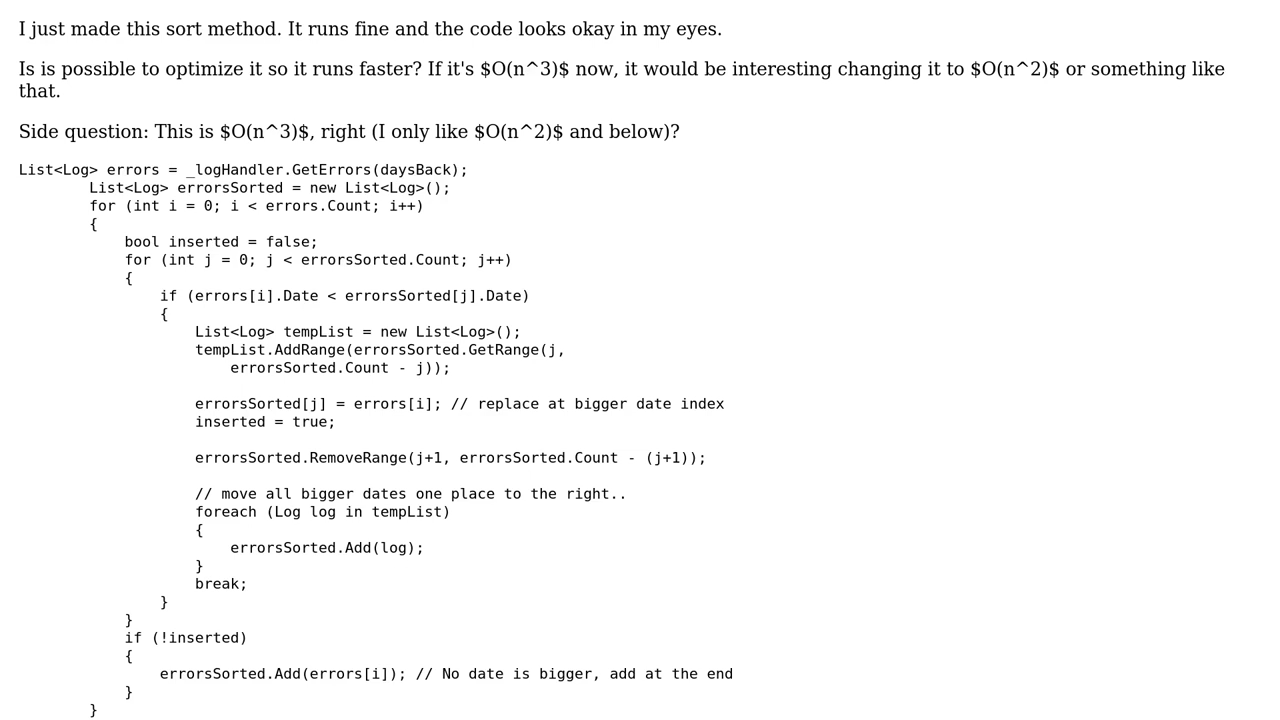 I just made this sort method. It runs fine and the code looks okay in my eyes.
Is is possible to optimize it so it runs faster? If it's $O(n^3)$ now, it would be interesting changing it to $O(n^2)$ or something like
that.
Side question: This is $O(n^3)$, right (I only like $O(n^2)$ and below)?
List<Log> errors = _logHandler.GetErrors(daysBack);
        List<Log> errorsSorted = new List<Log>();
        for (int i = 0; i < errors.Count; i++)
        {
            bool inserted = false;
            for (int j = 0; j < errorsSorted.Count; j++)
            {
                if (errors[i].Date < errorsSorted[j].Date)
                {
                    List<Log> tempList = new List<Log>();
                    tempList.AddRange(errorsSorted.GetRange(j,
                        errorsSorted.Count - j));
                    errorsSorted[j] = errors[i]; // replace at bigger date index
                    inserted = true;
                    errorsSorted.RemoveRange(j+1, errorsSorted.Count - (j+1));
                    // move all bigger dates one place to the right..
                    foreach (Log log in tempList)
                    {
                        errorsSorted.Add(log);
                    }
                    break;
                }
            }
            if (!inserted)
            {
                errorsSorted.Add(errors[i]); // No date is bigger, add at the end
            }
        }